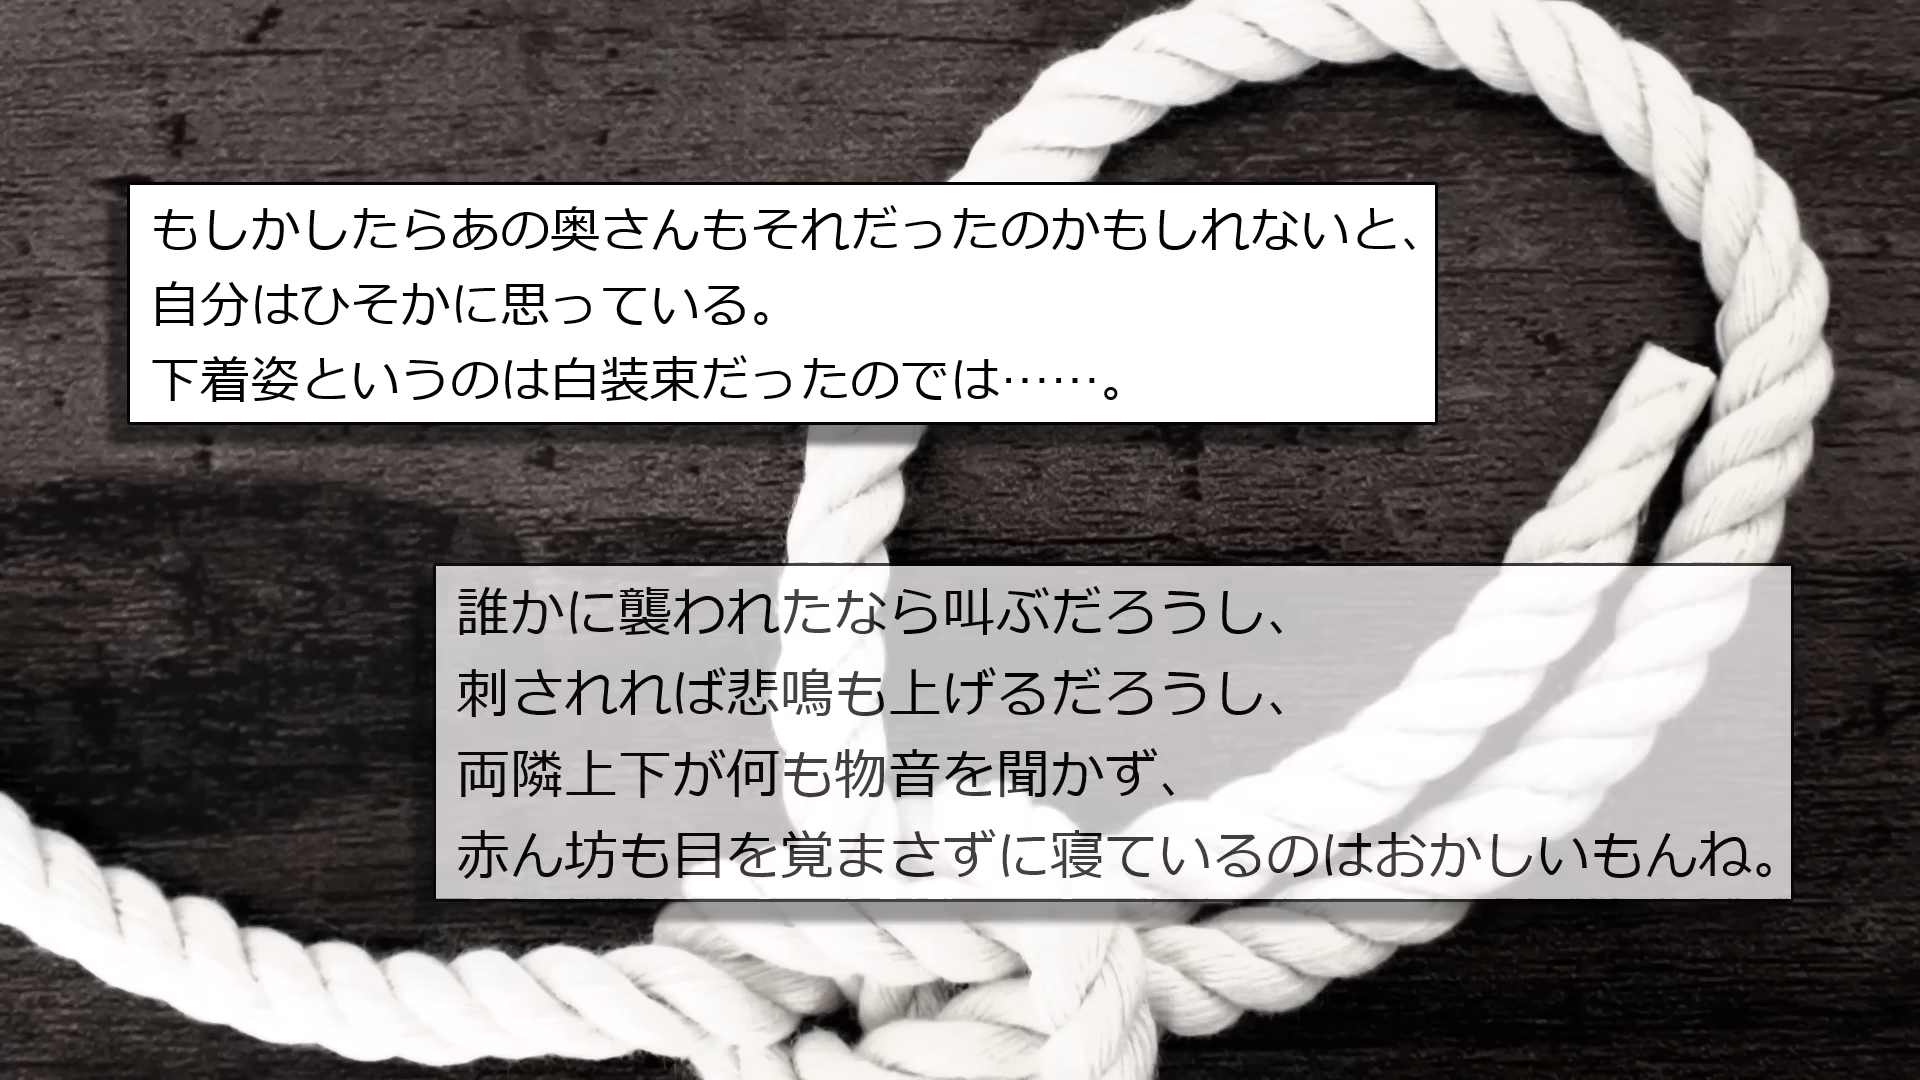 もしかしたらあの奥さんもそれだったのかもしれないと、
自分はひそかに思っている。
下着姿というのは白装束だったのでは……。
誰かに襲われたなら叫ぶだろうし、
刺されれば悲鳴も上げるだろうし、
両隣上下が何も物音を聞かず、
赤ん坊も目を覚まさずに寝ているのはおかしいもんね。